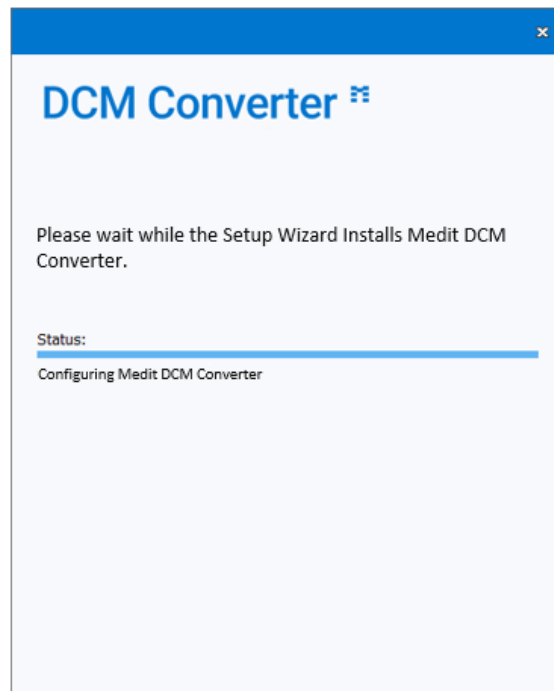 DCM Converter
Please wait while the Setup Wizard Installs Medit DCM
Converter.
Status:
Configuring Medit DCM Converter